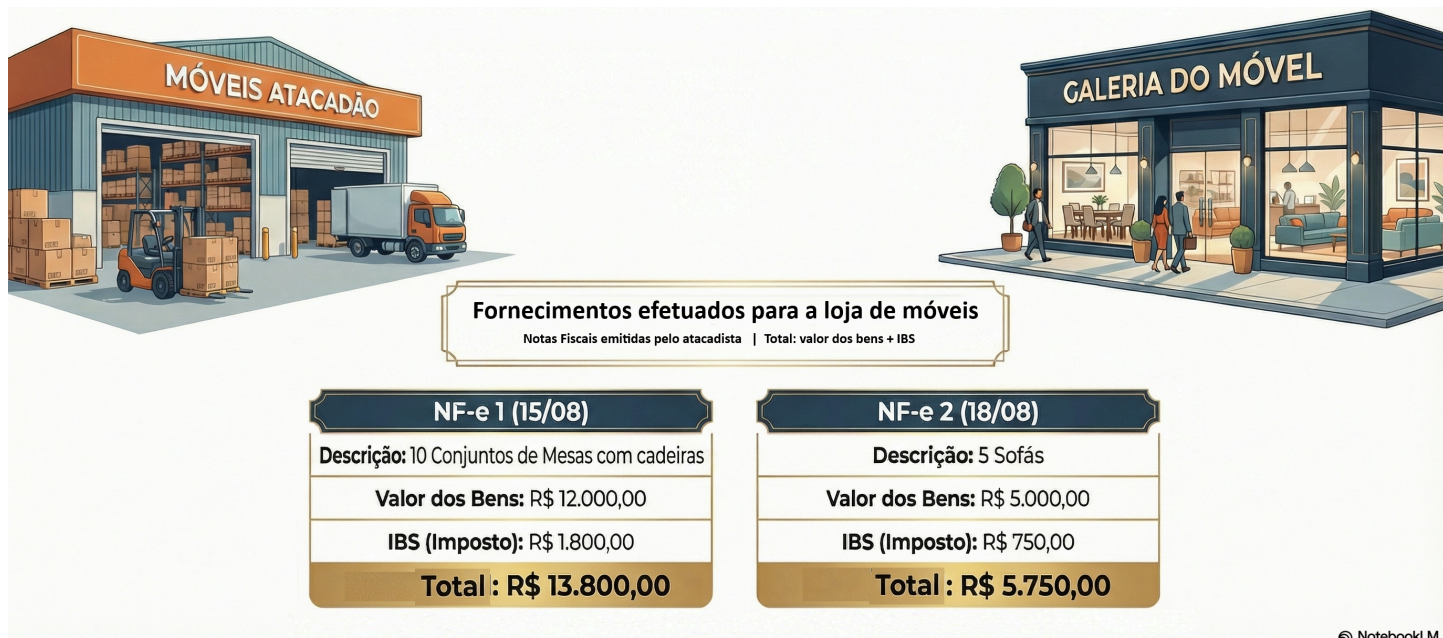 MÓVEIS ATACADÃO
GALERIA DO MÓVEL
Fornecimentos efetuados para a loja de móveis
Notas Fiscais emitidas pelo atacadista | Total: valor dos bens + IBS
NF-e 1 (15/08)
Descrição: 10 Conjuntos de Mesas com cadeiras
Valor dos Bens: R$ 12.000,00
IBS (Imposto): R$ 1.800,00
Total : R$ 13.800,00
NF-e 2 (18/08)
Descrição: 5 Sofás
Valor dos Bens: R$ 5.000,00
IBS (Imposto): R$ 750,00
Total : R$ 5.750,00
NotebookLM